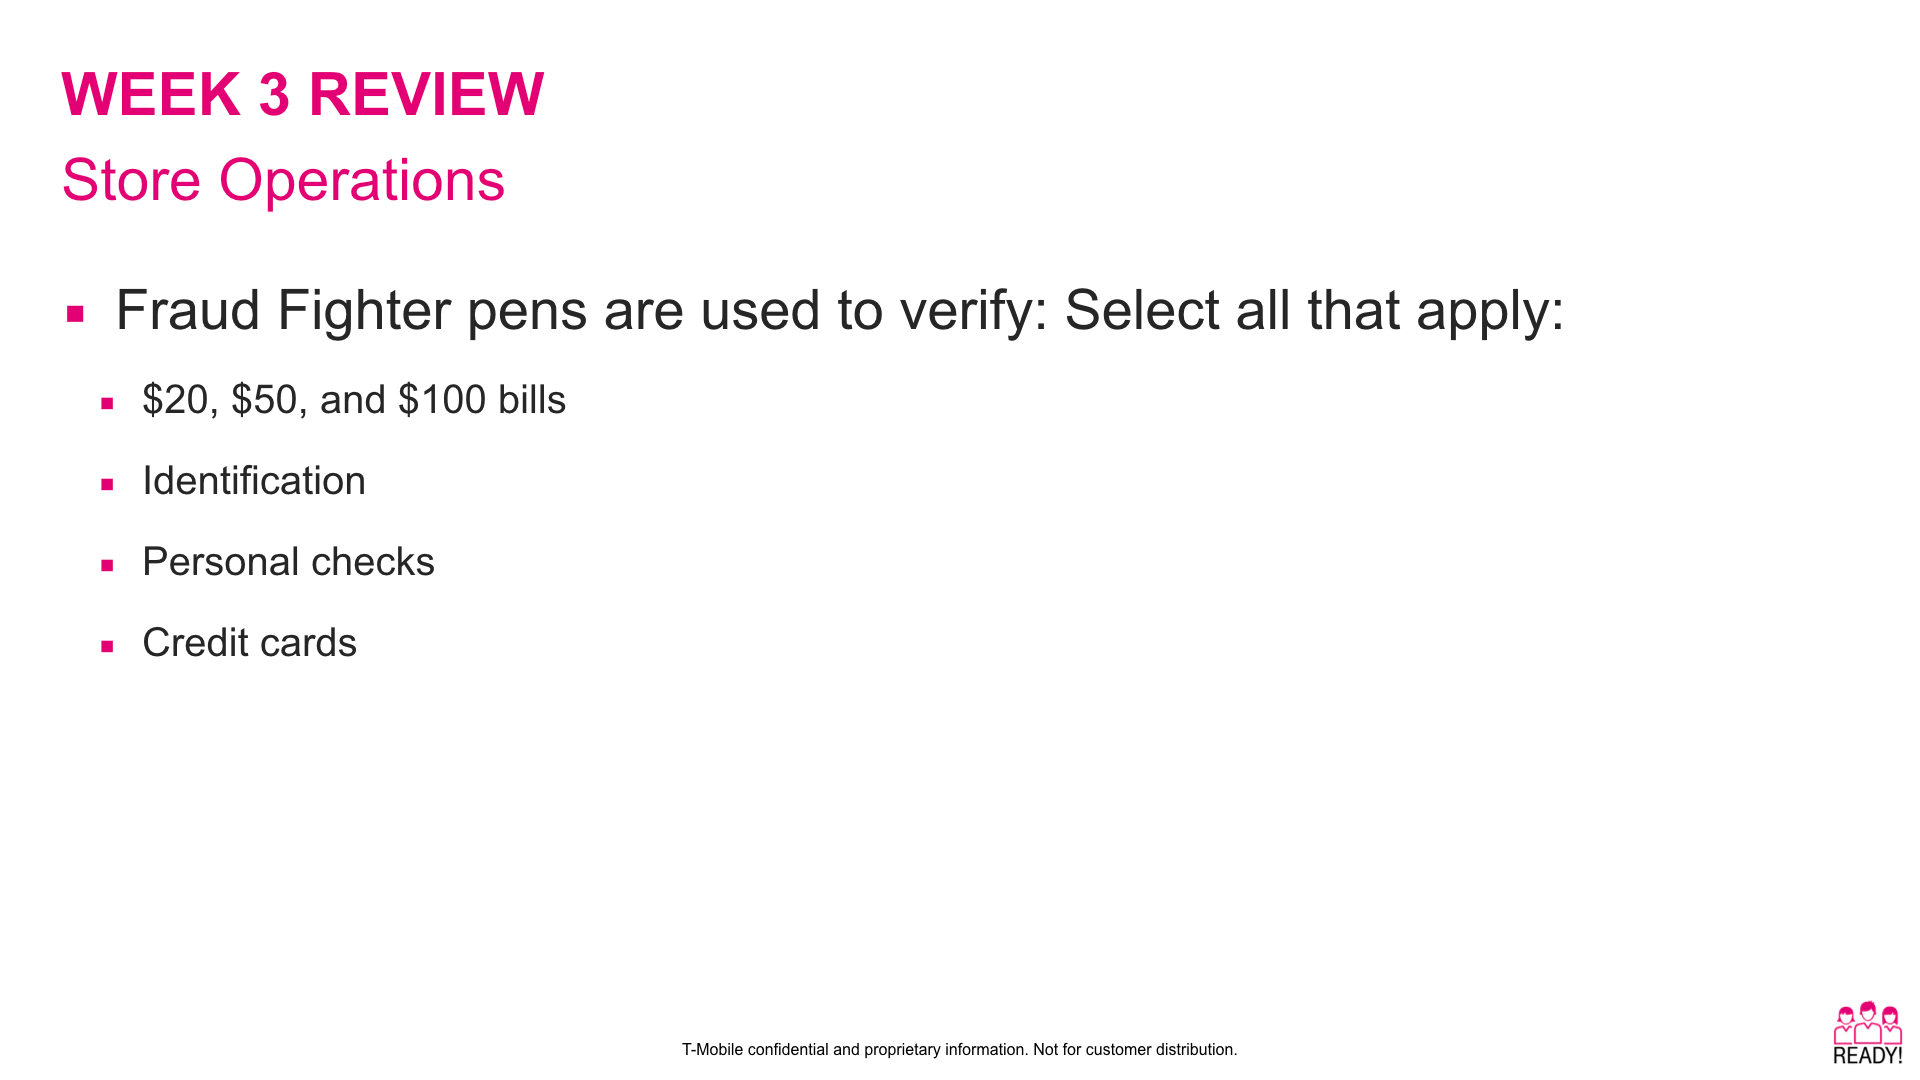 WEEK 3 REVIEW
Store Operations
Fraud Fighter pens are used to verify: Select all that apply:
$20, $50, and $100 bills
Identification
Personal checks
Credit cards
T-Mobile confidential and proprietary information. Not for customer distribution.
READY!